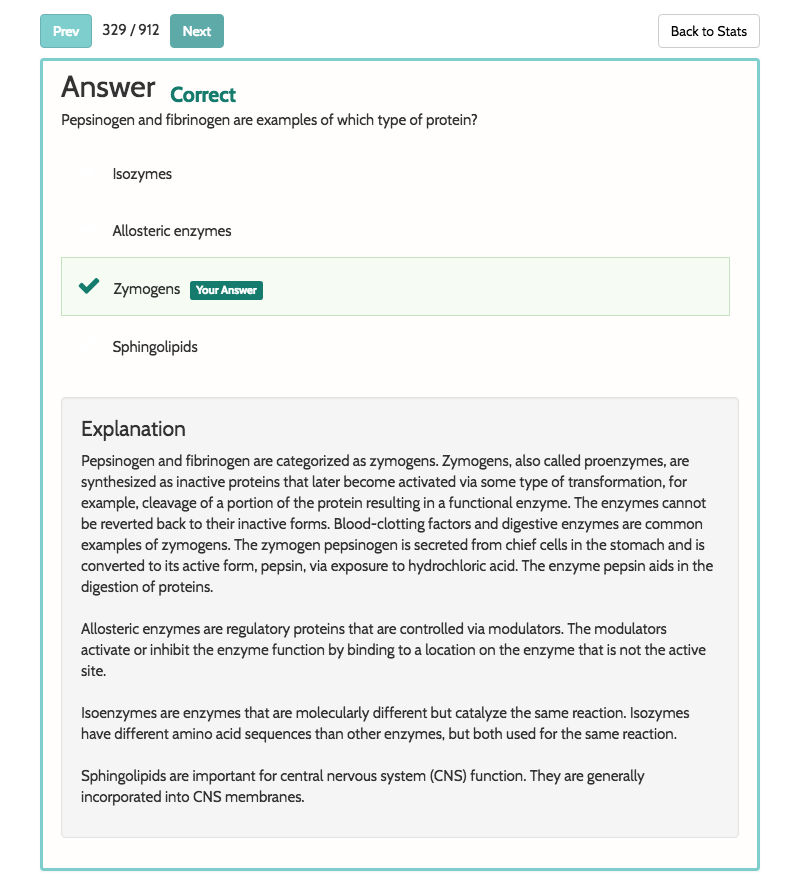 Prev 329 / 912 Next Back to Stats
Answer Correct
Pepsinogen and fibrinogen are examples of which type of protein?
Isozymes
Allosteric enzymes
Zymogens Your Answer
Sphingolipids
Explanation
Pepsinogen and fibrinogen are categorized as zymogens. Zymogens, also called proenzymes, are
synthesized as inactive proteins that later become activated via some type of transformation, for
example, cleavage of a portion of the protein resulting in a functional enzyme. The enzymes cannot
be reverted back to their inactive forms. Blood-clotting factors and digestive enzymes are common
examples of zymogens. The zymogen pepsinogen is secreted from chief cells in the stomach and is
converted to its active form, pepsin, via exposure to hydrochloric acid. The enzyme pepsin aids in the
digestion of proteins.
Allosteric enzymes are regulatory proteins that are controlled via modulators. The modulators
activate or inhibit the enzyme function by binding to a location on the enzyme that is not the active
site.
Isoenzymes are enzymes that are molecularly different but catalyze the same reaction. Isozymes
have different amino acid sequences than other enzymes, but both used for the same reaction.
Sphingolipids are important for central nervous system (CNS) function. They are generally
incorporated into CNS membranes.